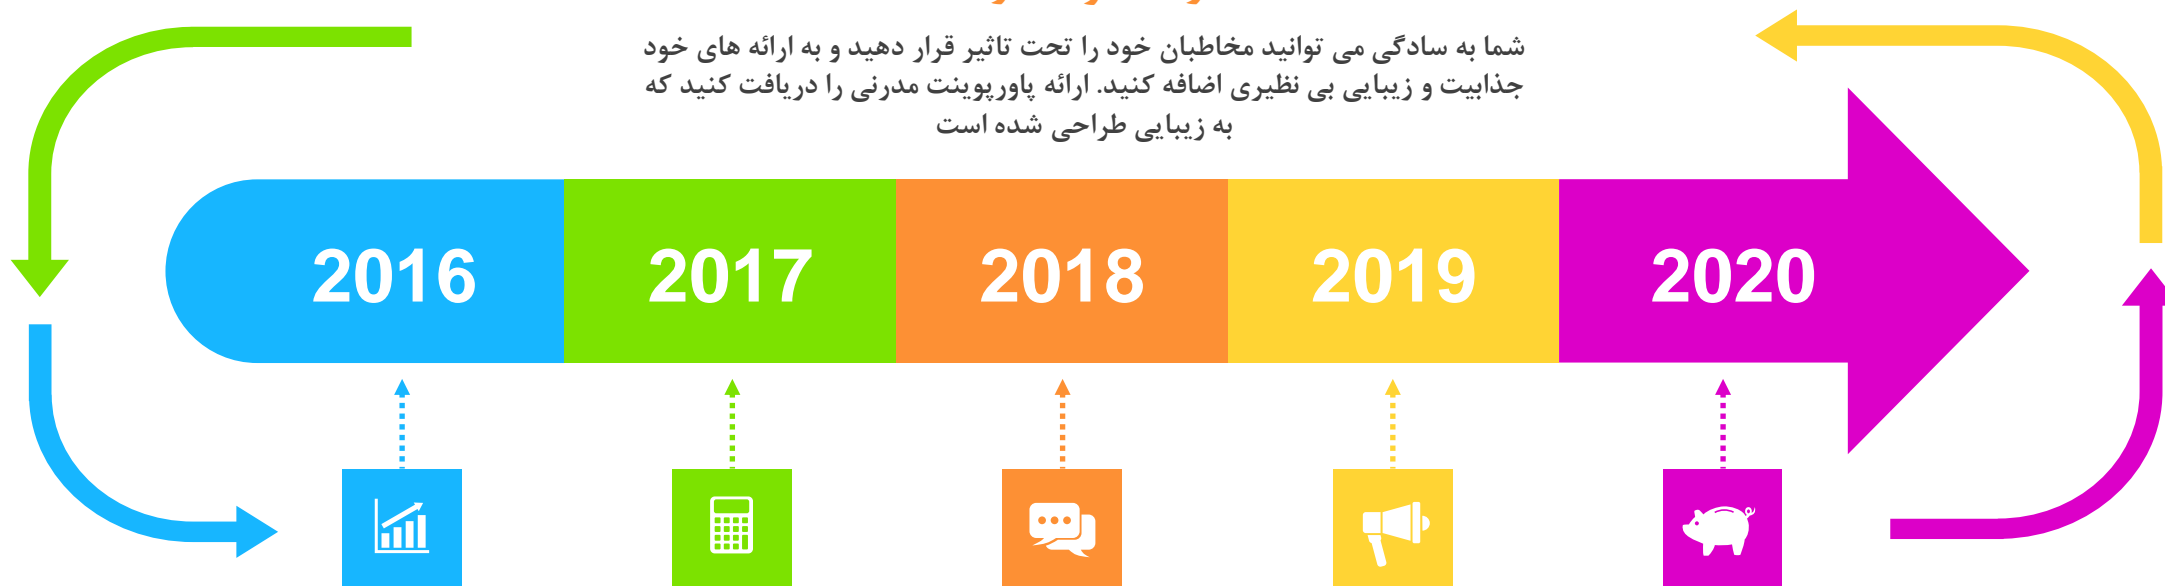 شما به سادگی می توانید مخاطبان خود را تحت تاثیر قرار دهید و به ارائه های خود
جذابیت و زیبایی بی نظیری اضافه کنید. ارائه پاورپوینت مدرنی را دریافت کنید که
به زیبایی طراحی شده است
2016 2017 2018 2019 2020